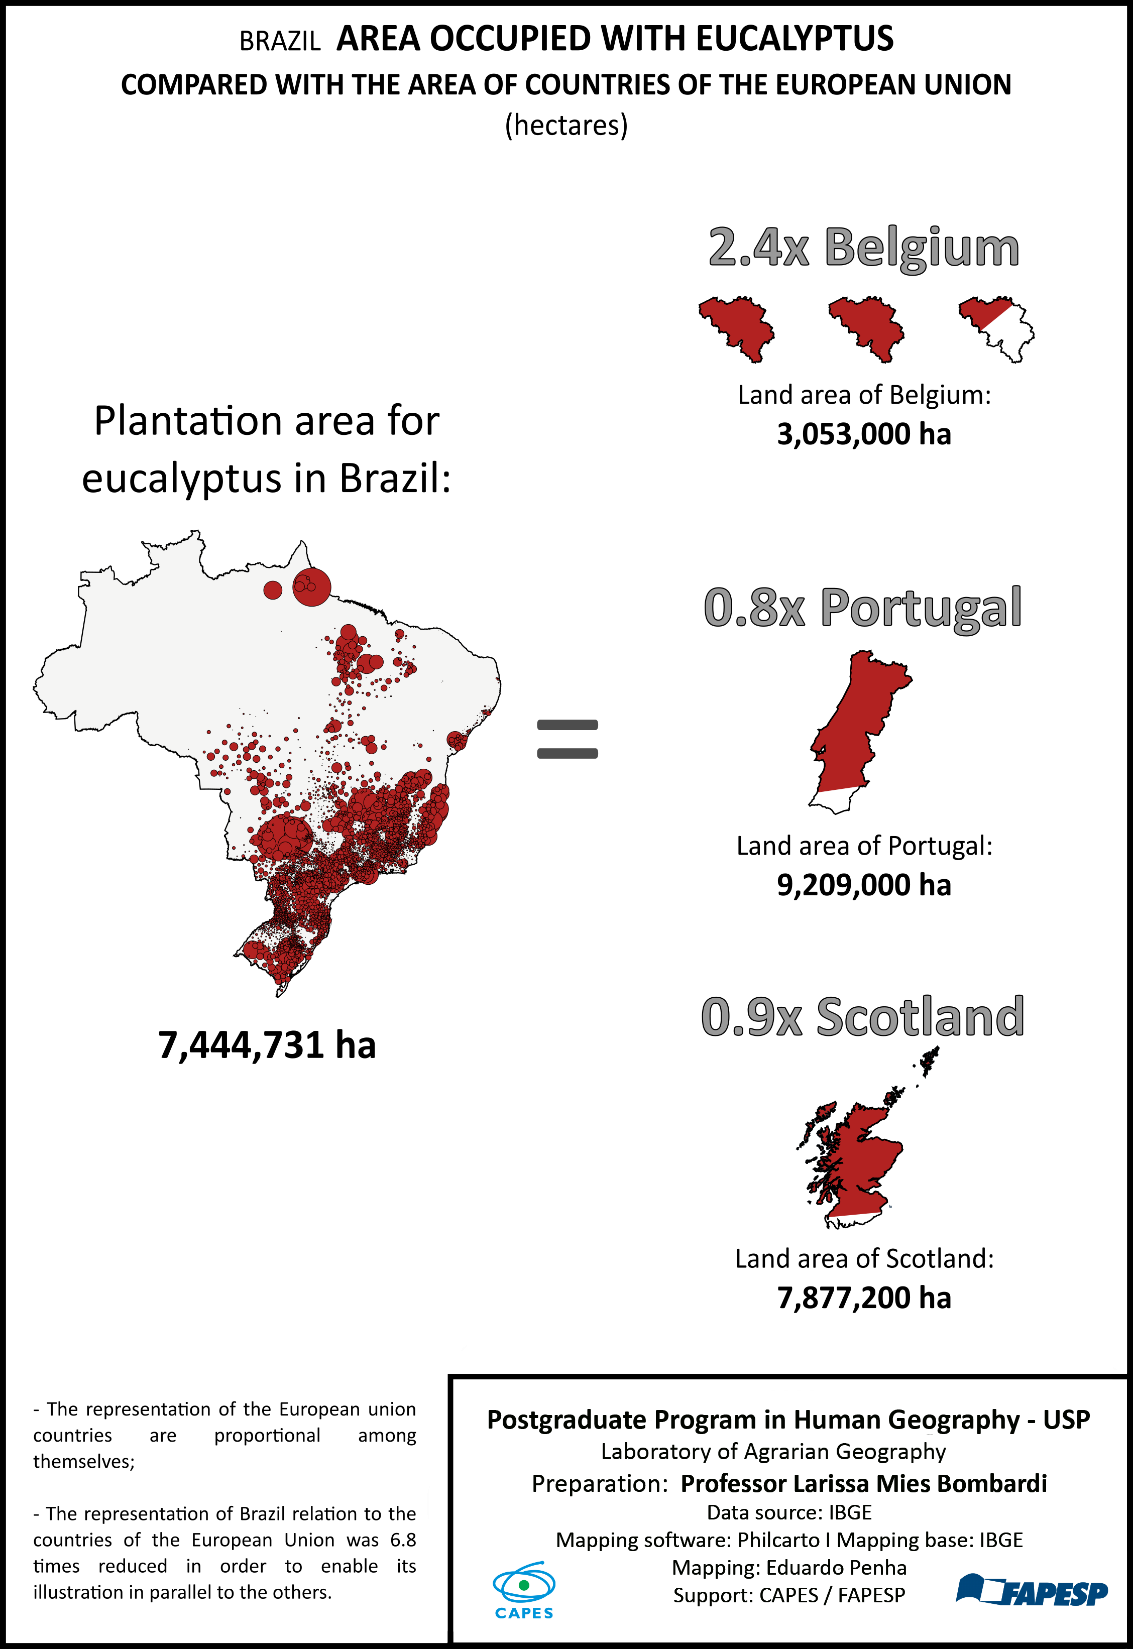 BRAZIL AREA OCCUPIED WITH EUCALYPTUS
COMPARED WITH THE AREA OF COUNTRIES OF THE EUROPEAN UNION
(hectares)
Plantation area for
eucalyptus in Brazil:
7,444,731 ha
=
2.4x Belgium
Land area of Belgium:
3,053,000 ha
0.8x Portugal
Land area of Portugal:
9,209,000 ha
0.9x Scotland
Land area of Scotland:
7,877,200 ha
- The representation of the European union
countries are proportional among
themselves;
- The representation of Brazil relation to the
countries of the European Union was 6.8
times reduced in order to enable its
illustration in parallel to the others.
Postgraduate Program in Human Geography - USP
Laboratory of Agrarian Geography
Preparation: Professor Larissa Mies Bombardi
Data source: IBGE
Mapping software: Philcarto I Mapping base: IBGE
Mapping: Eduardo Penha
Support: CAPES / FAPESP
CAPES
FAPESP